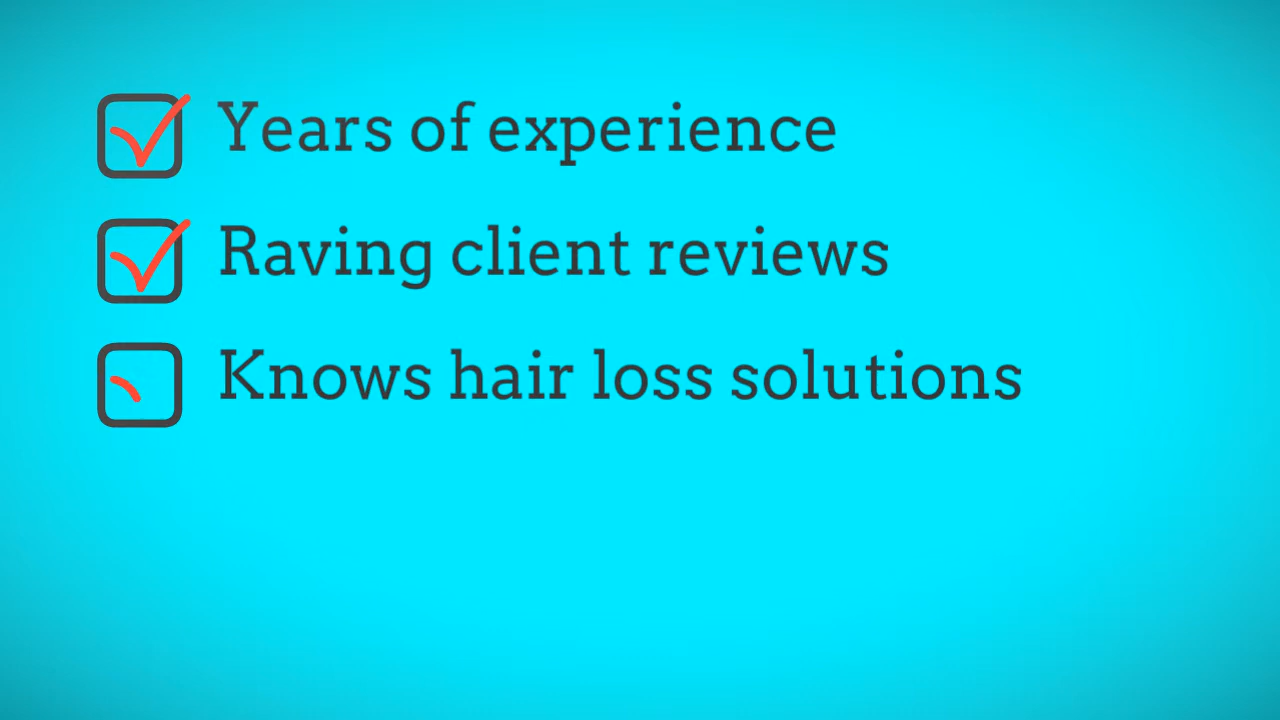 Years of experience
Raving client reviews
Knows hair loss solutions